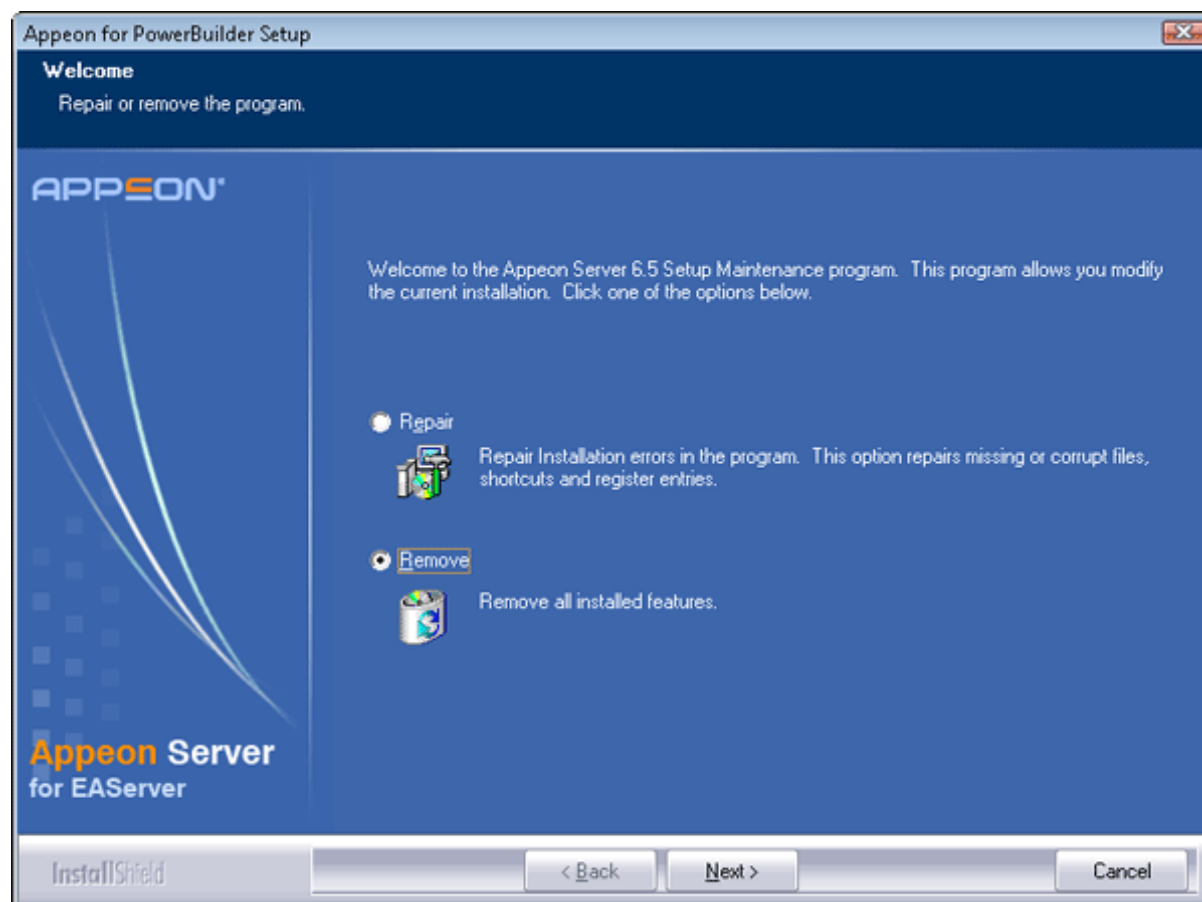 Appeon for PowerBuilder Setup
Welcome
Repair or remove the program.
APPEON
Welcome to the Appeon Server 6.5 Setup Maintenance program. This program allows you modify
the current installation. Click one of the options below.
Repair
Repair Installation errors in the program. This option repairs missing or corrupt files,
shortcuts and register entries.
Remove
Remove all installed features.
Appeon Server
for EAServer
InstallShield
< Back
Next >
Cancel